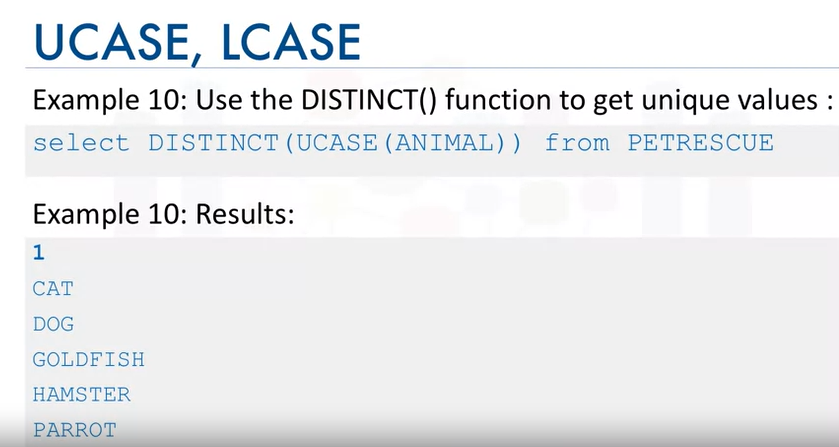 UCASE, LCASE
Example 10: Use the DISTINCT() function to get unique values :
select DISTINCT(UCASE(ANIMAL)) from PETRESCUE
Example 10: Results:
1
CAT
DOG
GOLDFISH
HAMSTER
PARROT